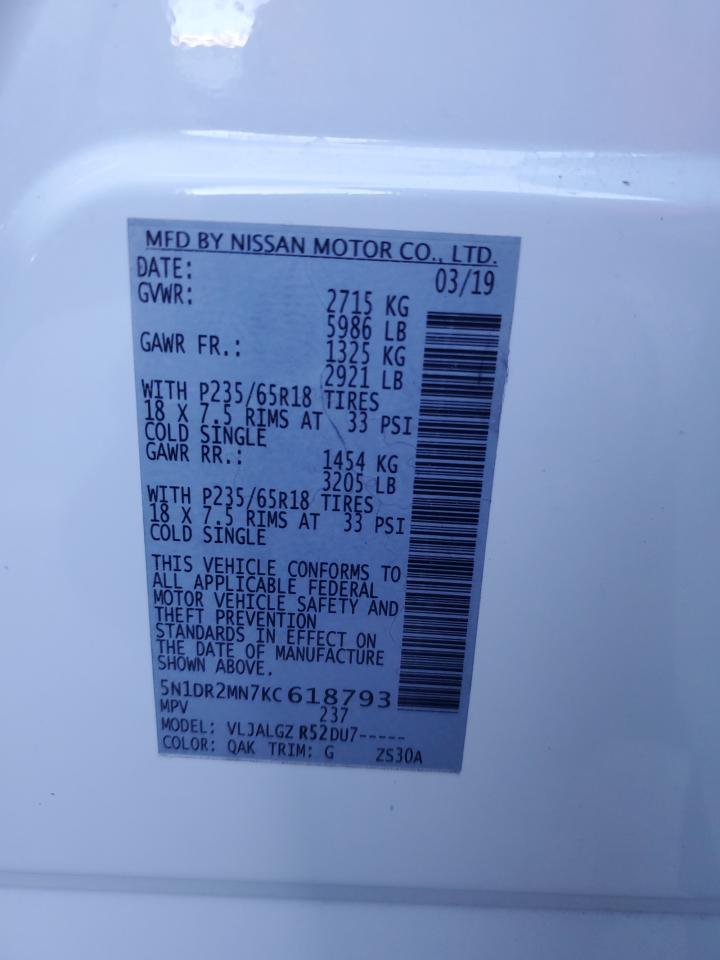 MFD BY NISSAN MOTOR CO., LTD.
DATE: 03/19
GVWR: 2715 KG
5986 LB
GAWR FR.: 1325 KG
2921 LB
WITH P235/65R18 TIRES
18 X 7.5 RIMS AT 33 PSI
COLD SINGLE
GAWR RR.: 1454 KG
3205 LB
WITH P235/65R18 TIRES
18 X 7.5 RIMS AT 33 PSI
COLD SINGLE
THIS VEHICLE CONFORMS TO
ALL APPLICABLE FEDERAL
MOTOR VEHICLE SAFETY AND
THEFT PREVENTION
STANDARDS IN EFFECT ON
THE DATE OF MANUFACTURE
SHOWN ABOVE.
5N1DR2MN7KC618793
MPV 237
MODEL: VLJALGZ R52DU7-----
COLOR: QAK TRIM: G ZS30A